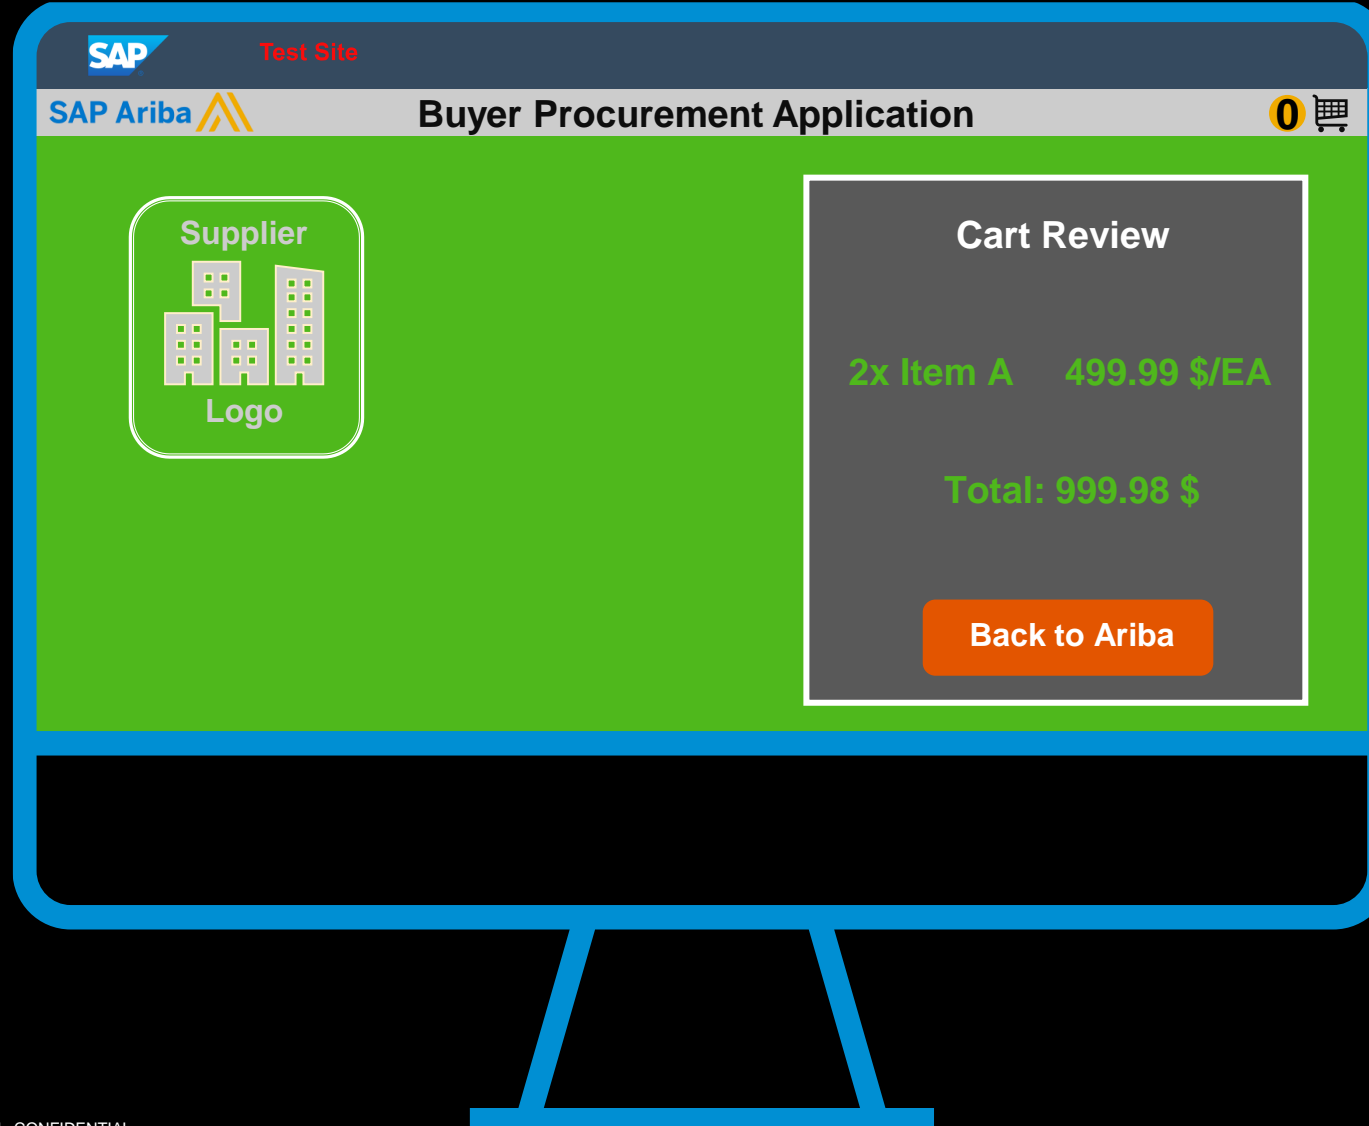 SAP
Test Site
SAP Ariba
Buyer Procurement Application
0
Supplier
Logo
Cart Review
2x Item A 499.99 $/EA
Total: 999.98 $
Back to Ariba
CONFIDENTIAL